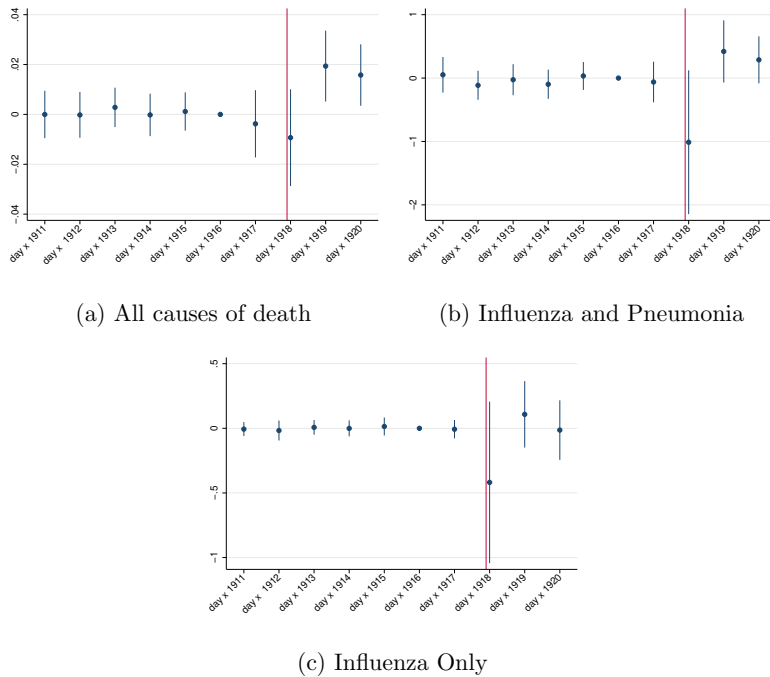 .04
.02
0
-.02
-.04
day x 1911
day x 1912
day x 1913
day x 1914
day x 1915
day x 1916
day x 1917
day x 1918
day x 1919
day x 1920
(a) All causes of death
1
0
-1
-2
day x 1911
day x 1912
day x 1913
day x 1914
day x 1915
day x 1916
day x 1917
day x 1918
day x 1919
day x 1920
(b) Influenza and Pneumonia
.5
0
-.5
-1
day x 1911
day x 1912
day x 1913
day x 1914
day x 1915
day x 1916
day x 1917
day x 1918
day x 1919
day x 1920
(c) Influenza Only